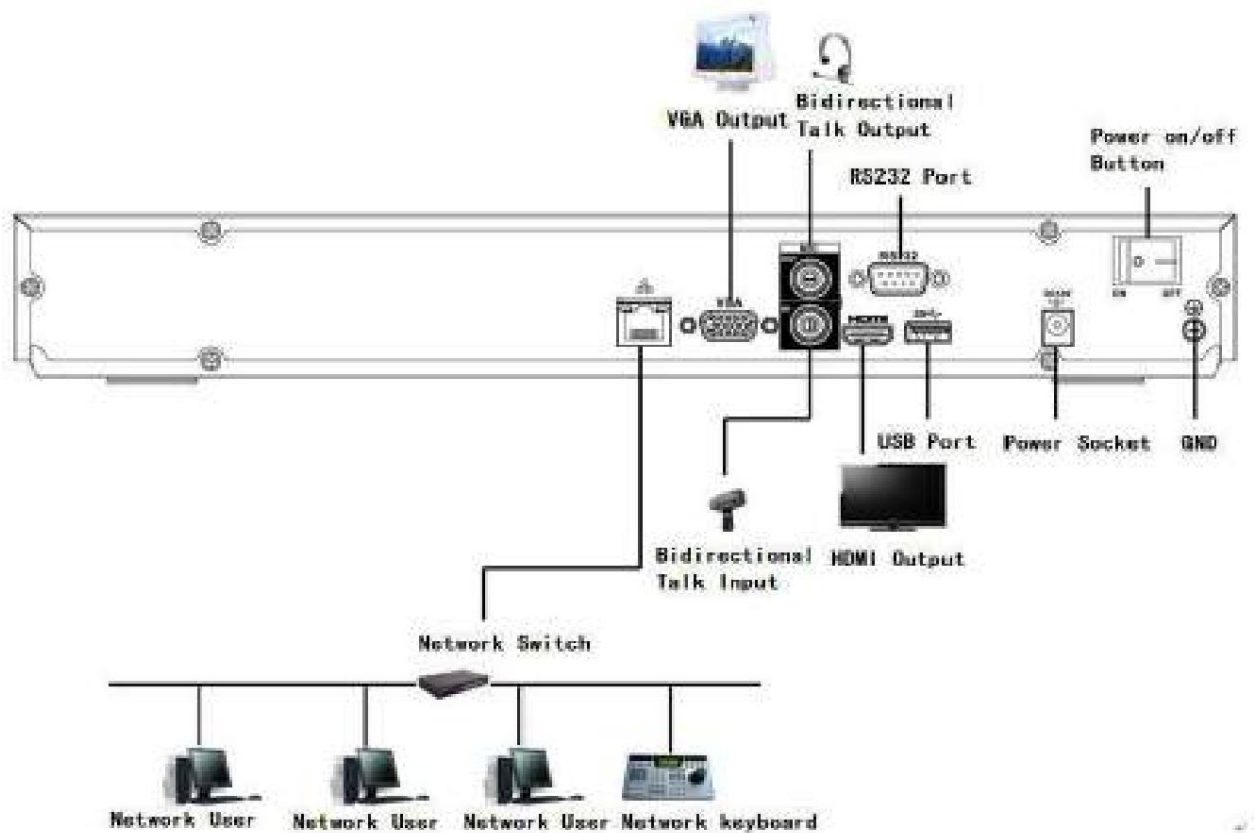 VGA Output
Bidirectional
Talk Output
RS232 Port
Power on/off
Button
RS232
VGA
HDMI
ON OFF
USB Port
Power Socket
GND
Bidirectional
Talk Input
HDMI Output
Network Switch
Network User
Network User
Network User
Network keyboard